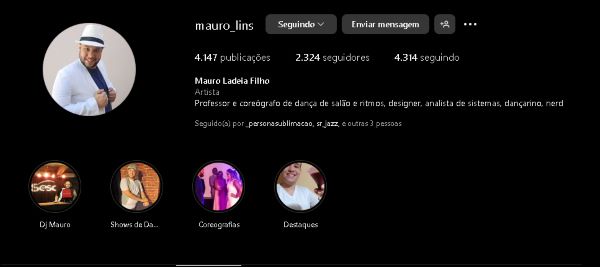 mauro_lins Seguindo Enviar mensagem
4.147 publicações 2.324 seguidores 4.314 seguindo
Mauro Ladeia Filho
Artista
Professor e coreógrafo de dança de salão e ritmos, designer, analista de sistemas, dançarino, nerd
Seguido(a) por _personasublimacao, sr_jazz, e outras 3 pessoas
Sesc
Dj Mauro Shows de Da... Coreografias Destaques